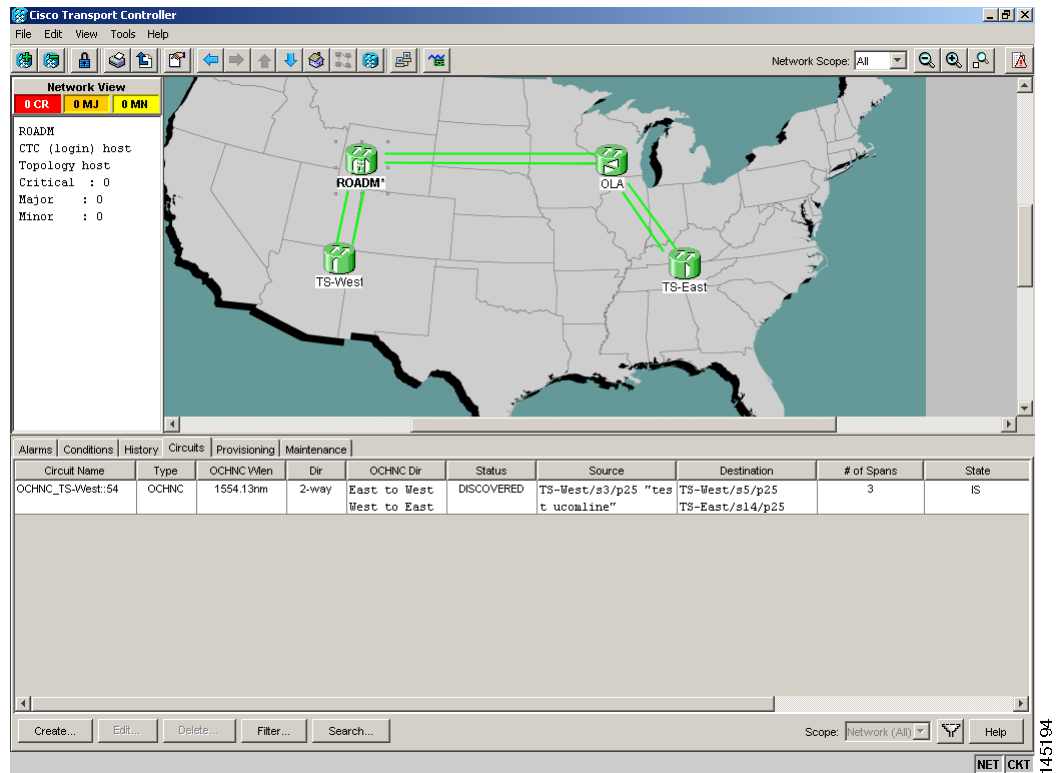 Cisco Transport Controller
File Edit View Tools Help
Network Scope: All
Network View
0 CR 0 MJ 0 MN
ROADM
CTC (login) host
Topology host
Critical : 0
Major : 0
Minor : 0
ROADM*
OLA
TS-West
TS-East
Alarms Conditions History Circuits Provisioning Maintenance
Circuit Name Type OCHNC Wlen Dir OCHNC Dir Status Source Destination # of Spans State
OCHNC_TS-West::54 OCHNC 1554.13nm 2-way East to West DISCOVERED TS-West/s3/p25 "tes TS-West/s5/p25 3 IS
West to East t ucomline" TS-East/s14/p25
Create... Edit... Delete... Filter... Search... Scope: Network (All) Help
NET CKT
145194